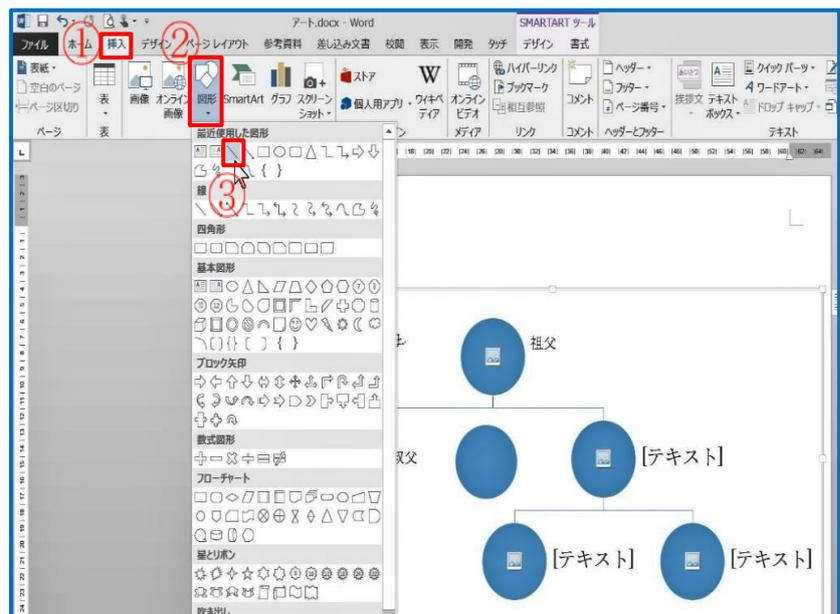 アート.docx - Word
SMARTART ツール
ファイル ホーム 挿入 デザイン ページ レイアウト 参考資料 差し込み文書 校閲 表示 開発 タッチ デザイン 書式
① ② ③
表紙
空白のページ
ページ区切り
ページ
表
表
画像
オンライン
画像
図形
SmartArt
グラフ
スクリーン
ショット
ストア
個人用アプリ
ウィキペ
ディア
オンライン
ビデオ
メディア
ハイパーリンク
ブックマーク
相互参照
リンク
コメント
コメント
ヘッダー
フッター
ページ番号
ヘッダーとフッター
挨拶文
テキスト
ボックス
クイック パーツ
ワードアート
ドロップ キャップ
テキスト
最近使用した図形
線
四角形
基本図形
ブロック矢印
数式図形
フローチャート
星とリボン
吹き出し
祖父
叔父
[テキスト]
[テキスト]
[テキスト]